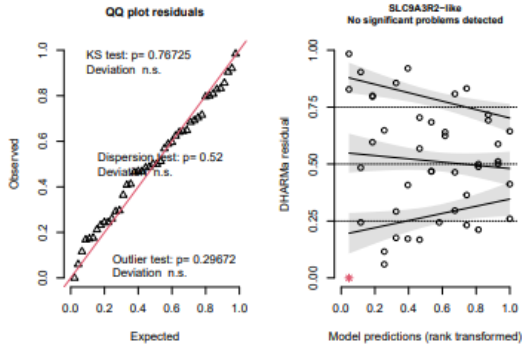 QQ plot residuals
KS test: p= 0.76725
Deviation n.s.
Dispersion test: p= 0.52
Deviation n.s.
Outlier test: p= 0.29672
Deviation n.s.
Observed
0.0 0.2 0.4 0.6 0.8 1.0
0.0 0.2 0.4 0.6 0.8 1.0
Expected
SLC9A3R2−like
No significant problems detected
DHARMa residual
0.00 0.25 0.50 0.75 1.00
0.0 0.2 0.4 0.6 0.8 1.0
Model predictions (rank transformed)